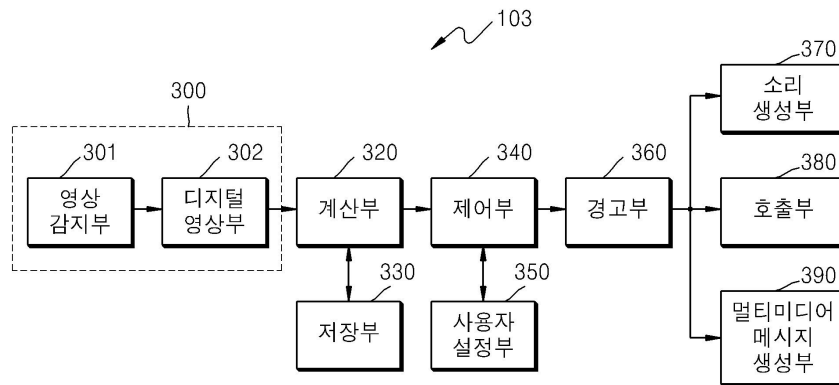 103
370
소리
생성부
300
301
영상
감지부
302
디지털
영상부
320
계산부
340
제어부
360
경고부
380
호출부
330
저장부
350
사용자
설정부
390
멀티미디어
메시지
생성부